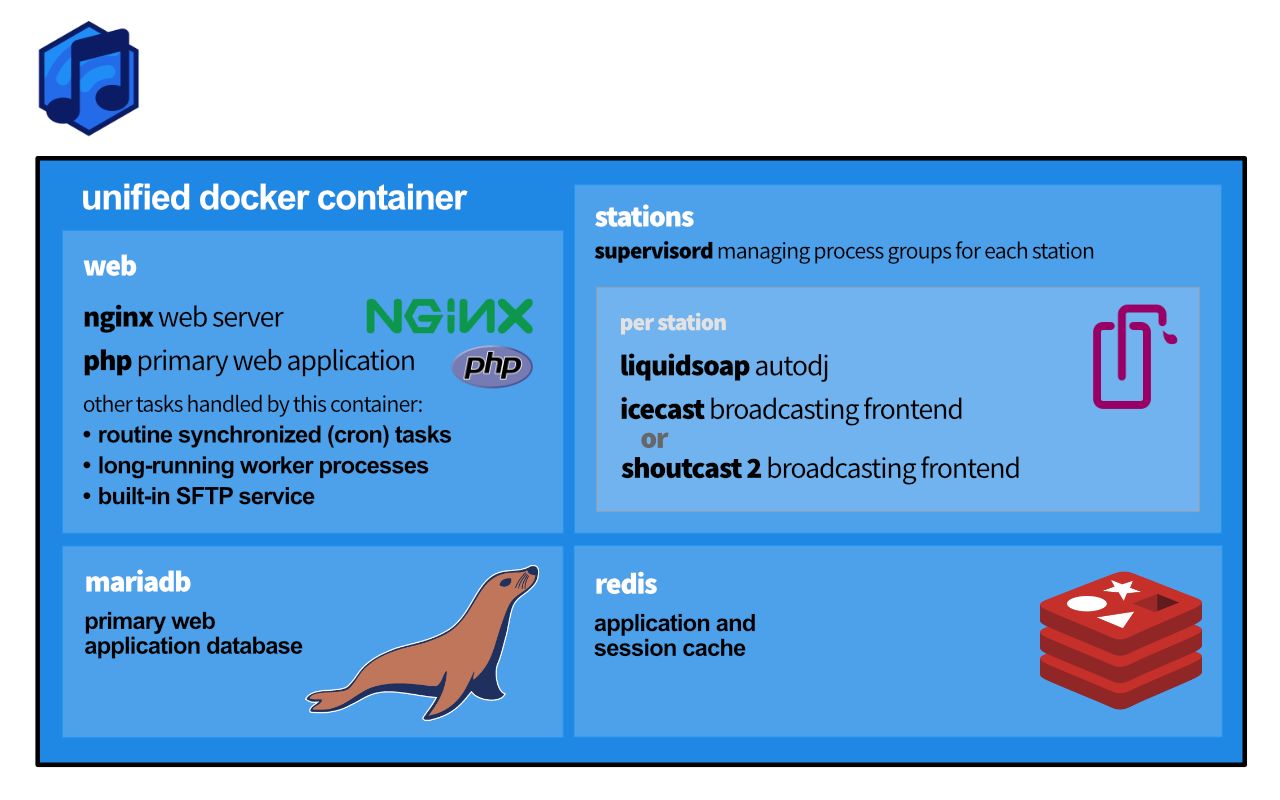 unified docker container
web
nginx web server
NGINX
php primary web application
php
other tasks handled by this container:
• routine synchronized (cron) tasks
• long-running worker processes
• built-in SFTP service
stations
supervisord managing process groups for each station
per station
liquidsoap autodj
icecast broadcasting frontend
or
shoutcast 2 broadcasting frontend
mariadb
primary web
application database
redis
application and
session cache